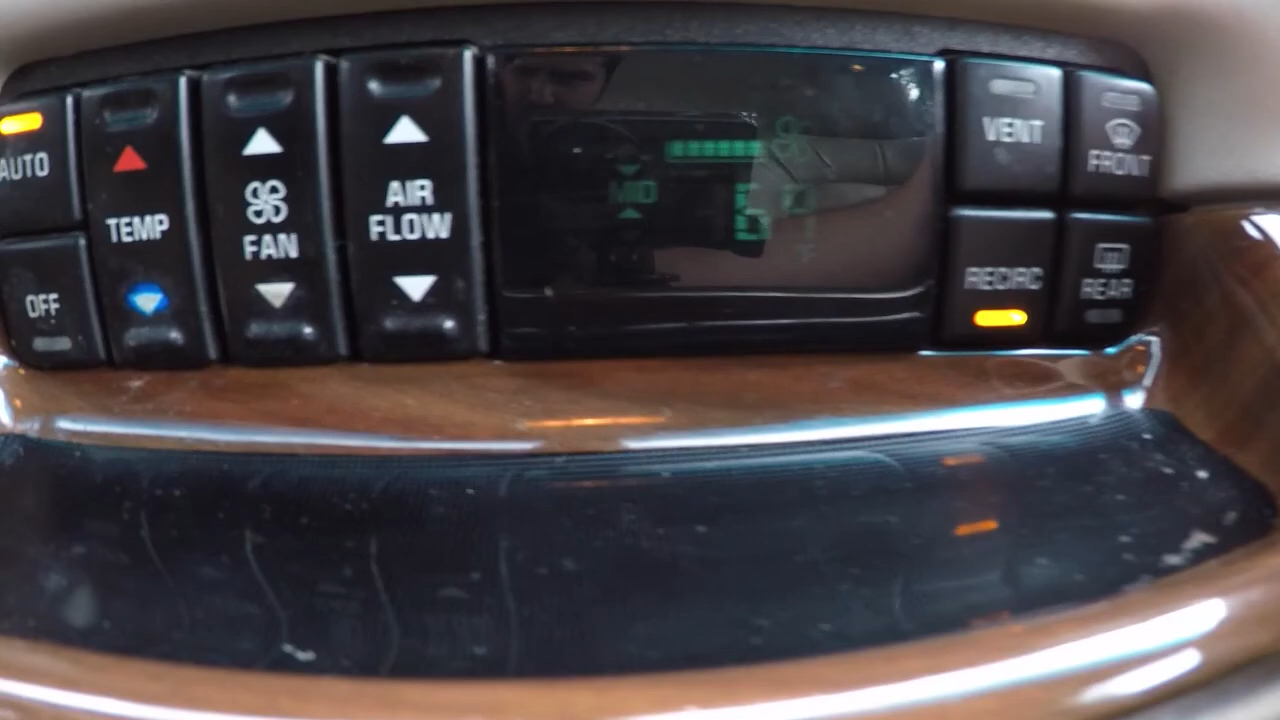 AUTO
OFF
TEMP
FAN
AIR
FLOW
MID
VENT
FRONT
RECIRC
REAR